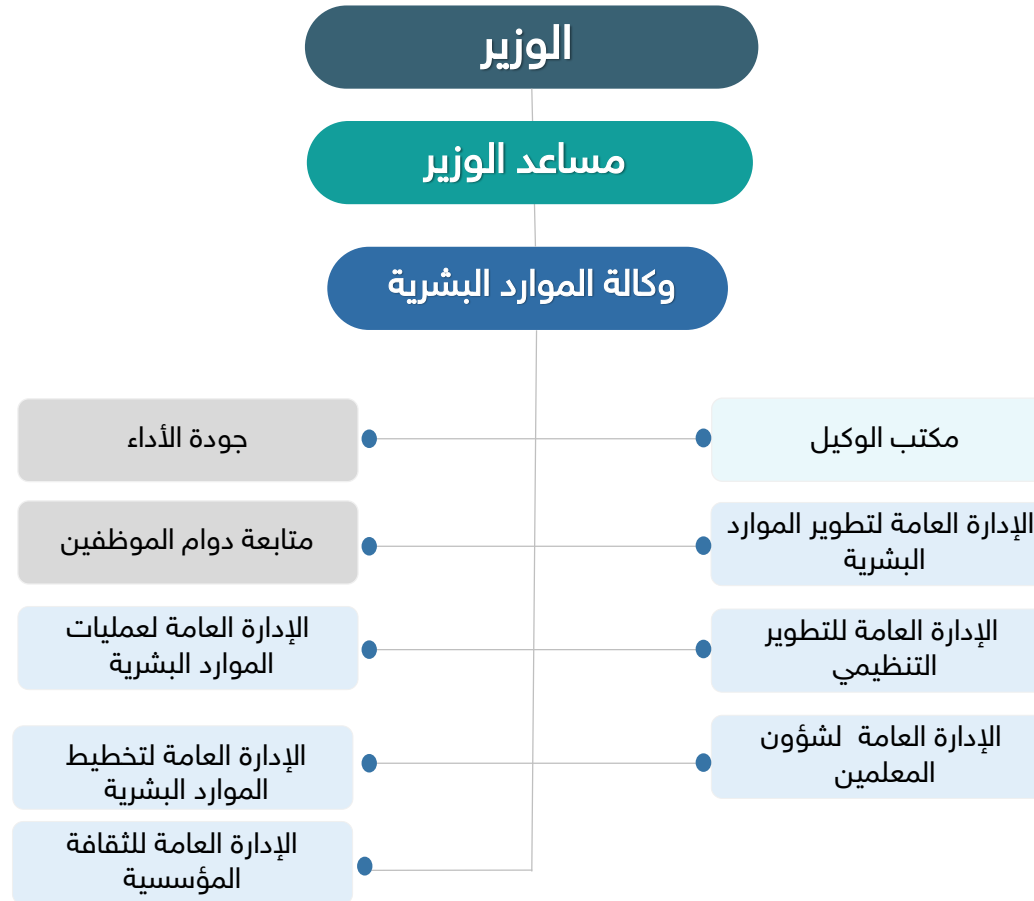 الوزير
مساعد الوزير
وكالة الموارد البشرية
مكتب الوكيل
جودة الأداء
الإدارة العامة لتطوير الموارد
البشرية
متابعة دوام الموظفين
الإدارة العامة للتطوير
التنظيمي
الإدارة العامة لعمليات
الموارد البشرية
الإدارة العامة لشؤون
المعلمين
الإدارة العامة لتخطيط
الموارد البشرية
الإدارة العامة للثقافة
المؤسسية